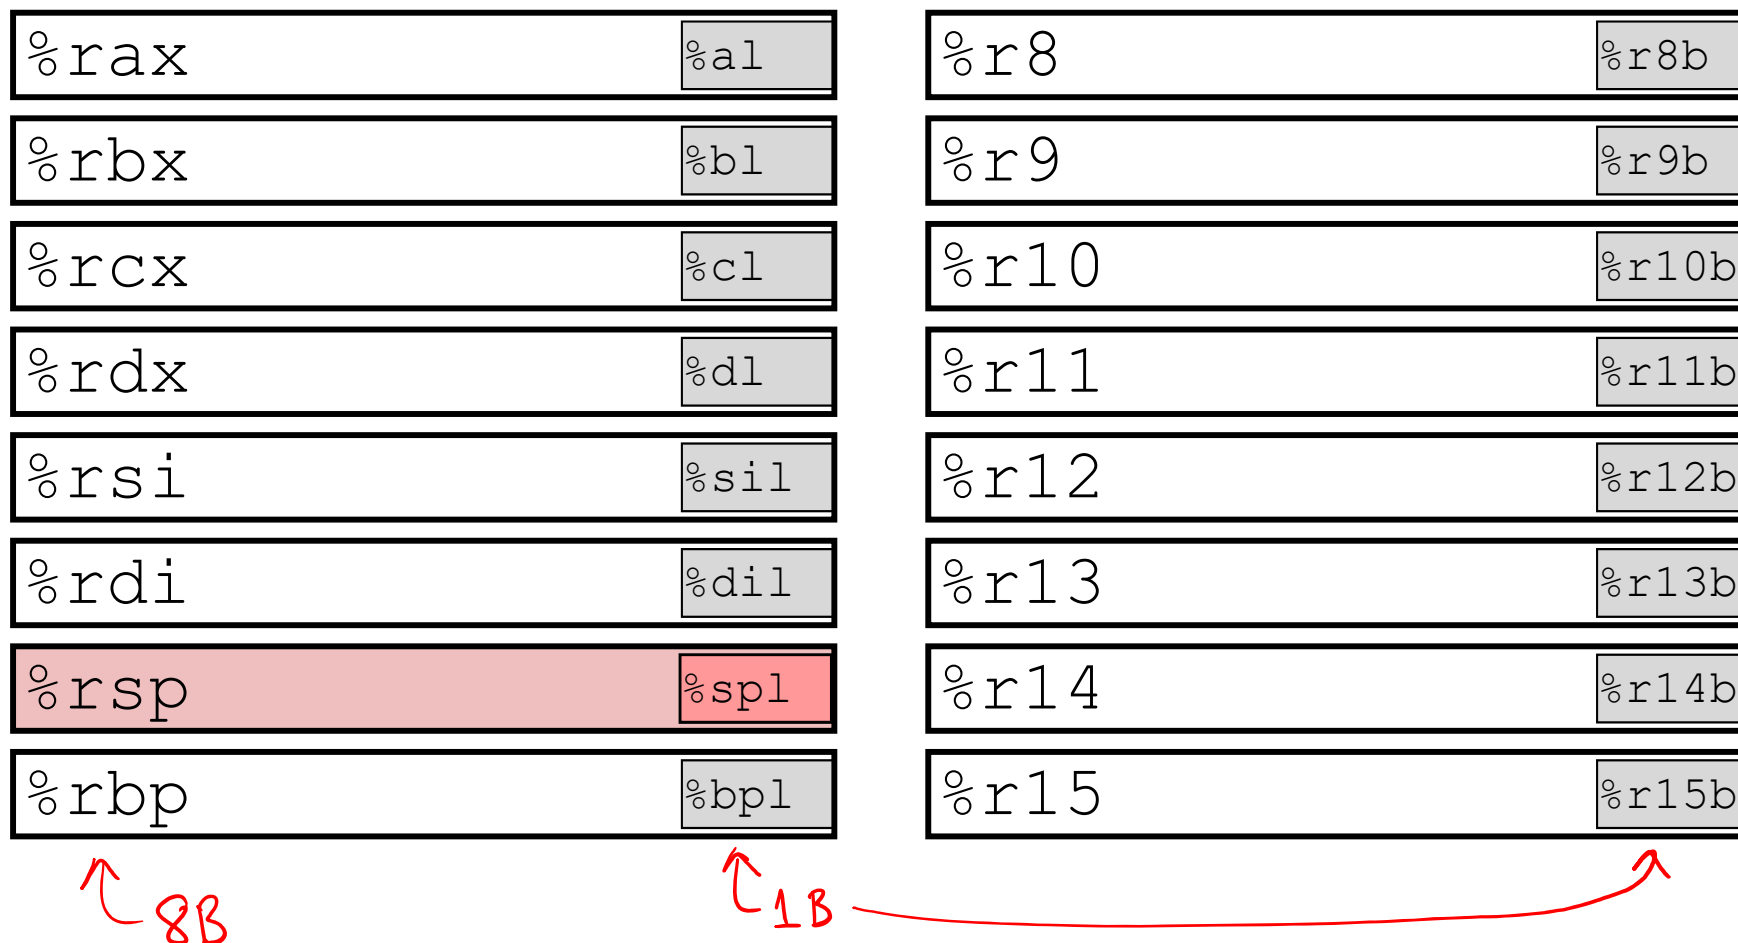 %rax %al %r8 %r8b
%rbx %bl %r9 %r9b
%rcx %cl %r10 %r10b
%rdx %dl %r11 %r11b
%rsi %sil %r12 %r12b
%rdi %dil %r13 %r13b
%rsp %spl %r14 %r14b
%rbp %bpl %r15 %r15b
8B 1B